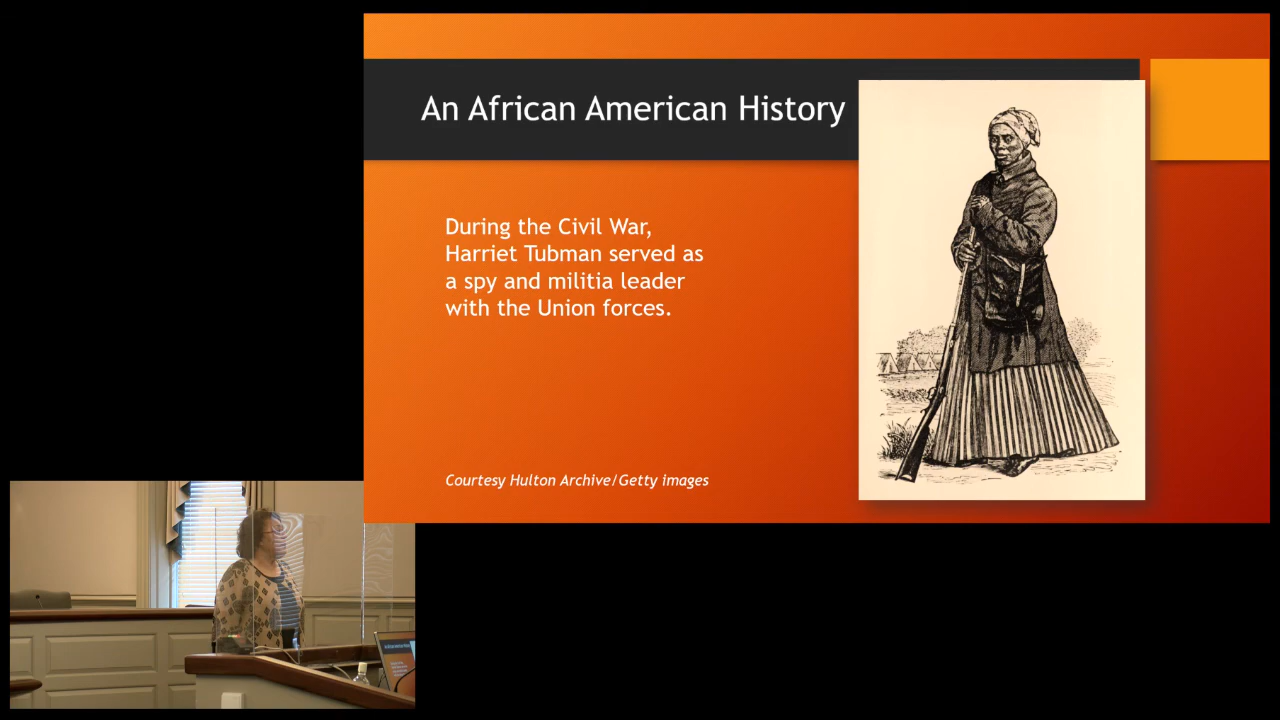 An African American History
During the Civil War,
Harriet Tubman served as
a spy and militia leader
with the Union forces.
Courtesy Hulton Archive/Getty images